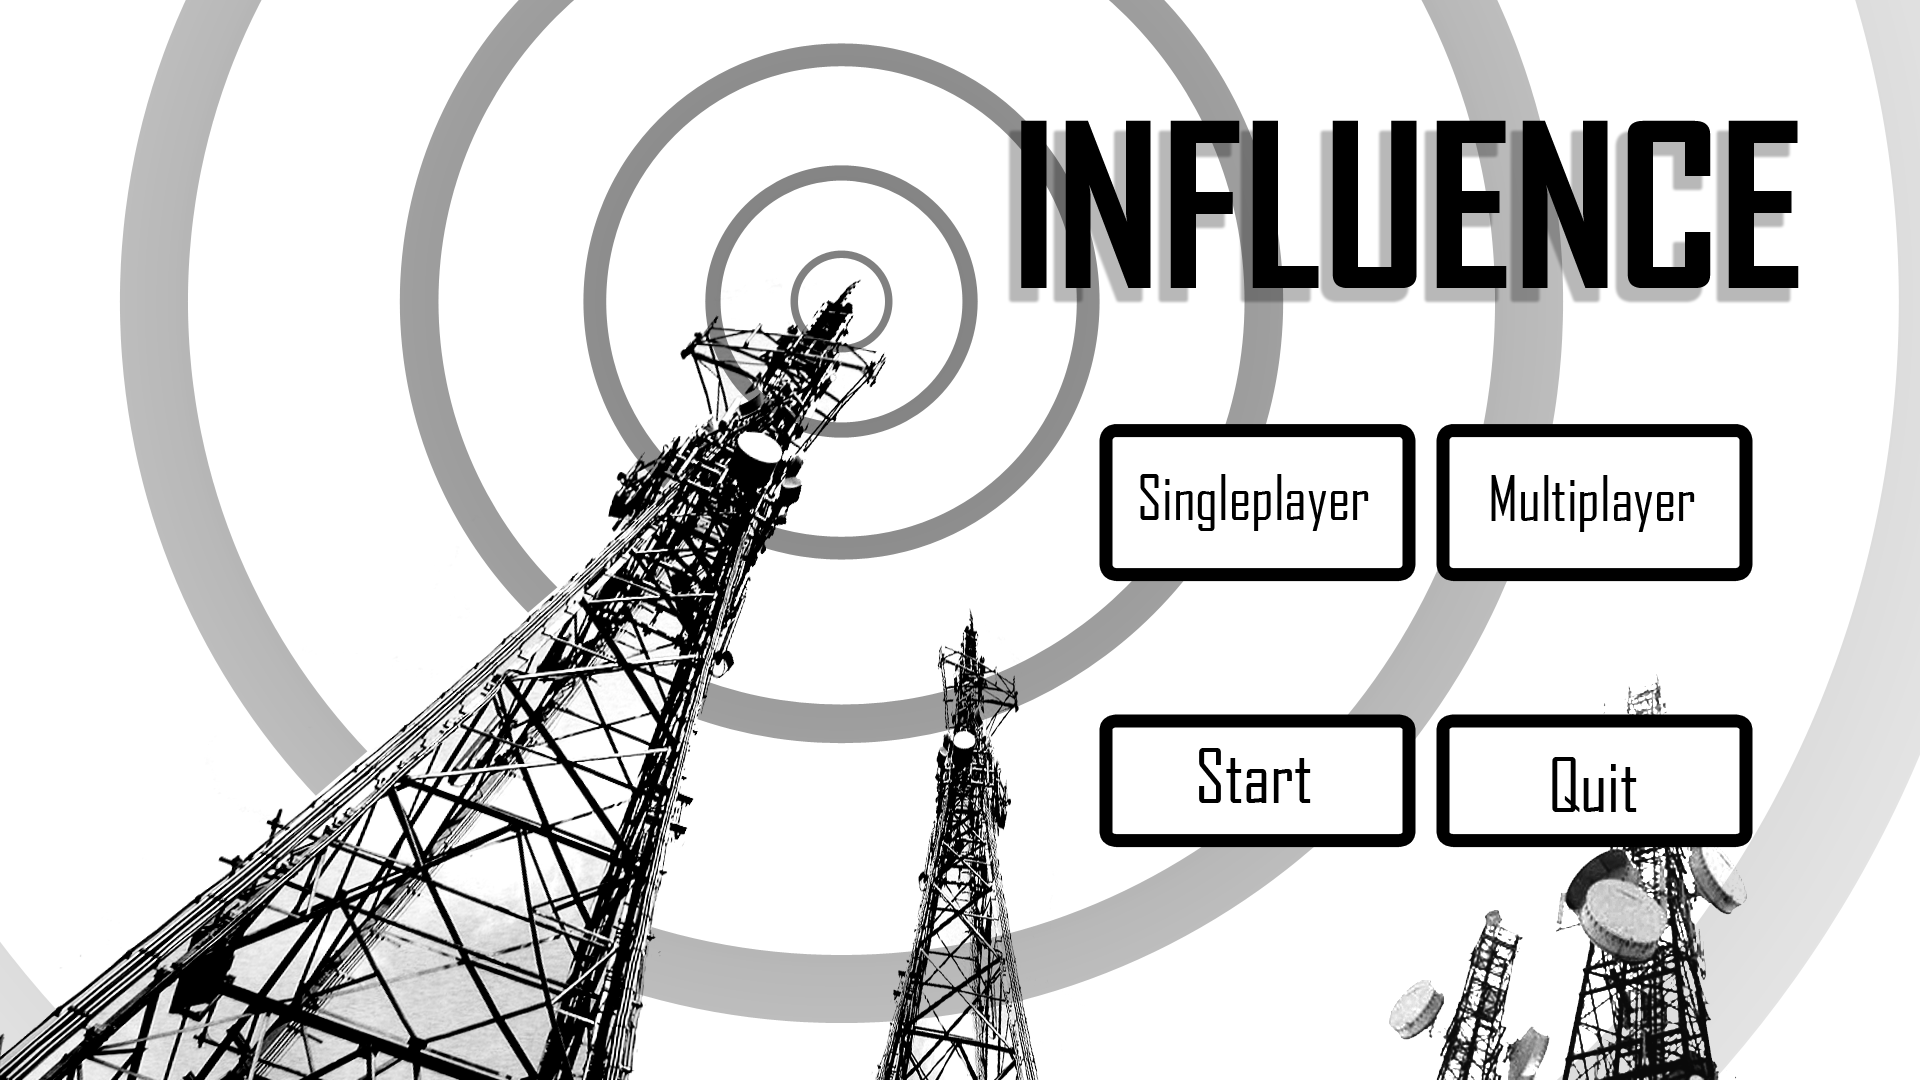 INFLUENCE
Singleplayer
Multiplayer
Start
Quit